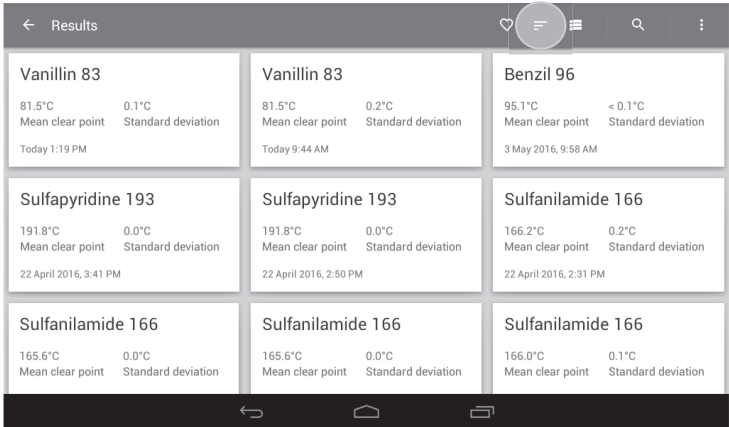 Results
Vanillin 83
81.5°C 0.1°C
Mean clear point Standard deviation
Today 1:19 PM
Vanillin 83
81.5°C 0.2°C
Mean clear point Standard deviation
Today 9:44 AM
Benzil 96
95.1°C < 0.1°C
Mean clear point Standard deviation
3 May 2016, 9:58 AM
Sulfapyridine 193
191.8°C 0.0°C
Mean clear point Standard deviation
22 April 2016, 3:41 PM
Sulfapyridine 193
191.8°C 0.0°C
Mean clear point Standard deviation
22 April 2016, 2:50 PM
Sulfanilamide 166
166.2°C 0.2°C
Mean clear point Standard deviation
22 April 2016, 2:31 PM
Sulfanilamide 166
165.6°C 0.0°C
Mean clear point Standard deviation
Sulfanilamide 166
165.6°C 0.0°C
Mean clear point Standard deviation
Sulfanilamide 166
166.0°C 0.1°C
Mean clear point Standard deviation